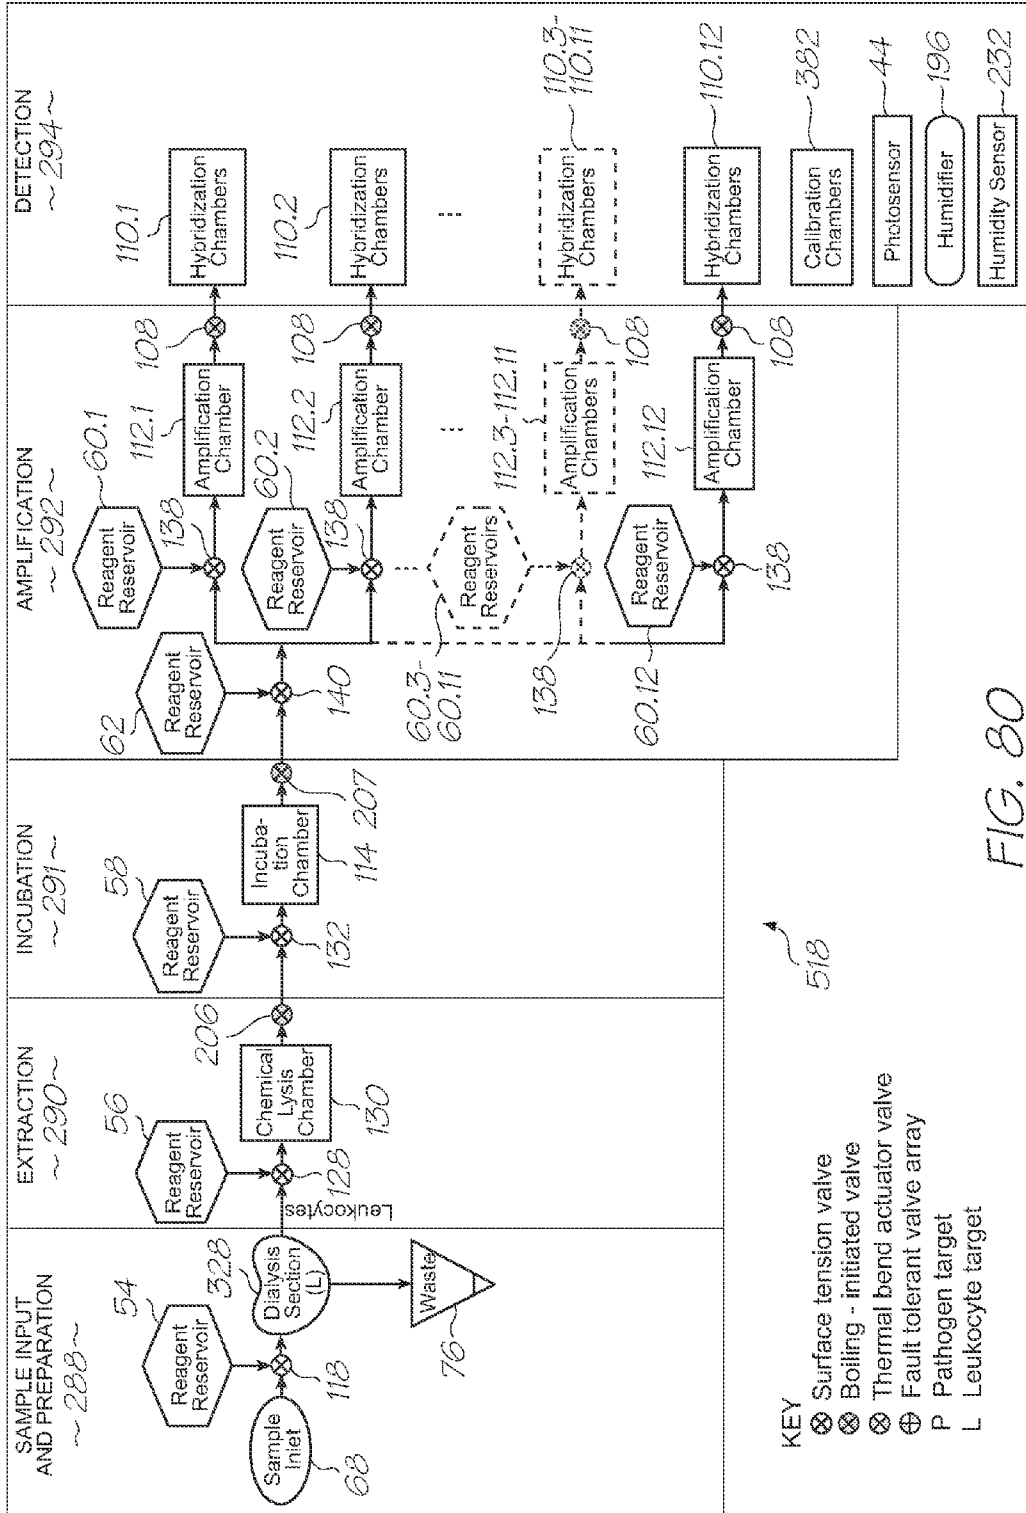 SAMPLE INPUT
AND PREPARATION
~288~
EXTRACTION
~290~
INCUBATION
~291~
AMPLIFICATION
~292~
DETECTION
~294~
54
Reagent
Reservoir
Sample
Inlet
68
118
328
Dialysis
Section
(L)
Waste
76
Leukocytes
56
Reagent
Reservoir
128
Chemical
Lysis
Chamber
130
206
58
Reagent
Reservoir
132
Incuba-
tion
Chamber
114
207
62
Reagent
Reservoir
140
60.1
Reagent
Reservoir
138
112.1
Amplification
Chamber
108
110.1
Hybridization
Chambers
60.2
Reagent
Reservoir
138
112.2
Amplification
Chamber
108
110.2
Hybridization
Chambers
60.3-
60.11
Reagent
Reservoirs
138
112.3-112.11
Amplification
Chambers
108
110.3-
110.11
Hybridization
Chambers
60.12
Reagent
Reservoir
138
112.12
Amplification
Chamber
108
110.12
Hybridization
Chambers
Calibration
Chambers
382
Photosensor
44
Humidifier
196
Humidity Sensor
232
518
KEY
Surface tension valve
Boiling - initiated valve
Thermal bend actuator valve
Fault tolerant valve array
P Pathogen target
L Leukocyte target
FIG. 80